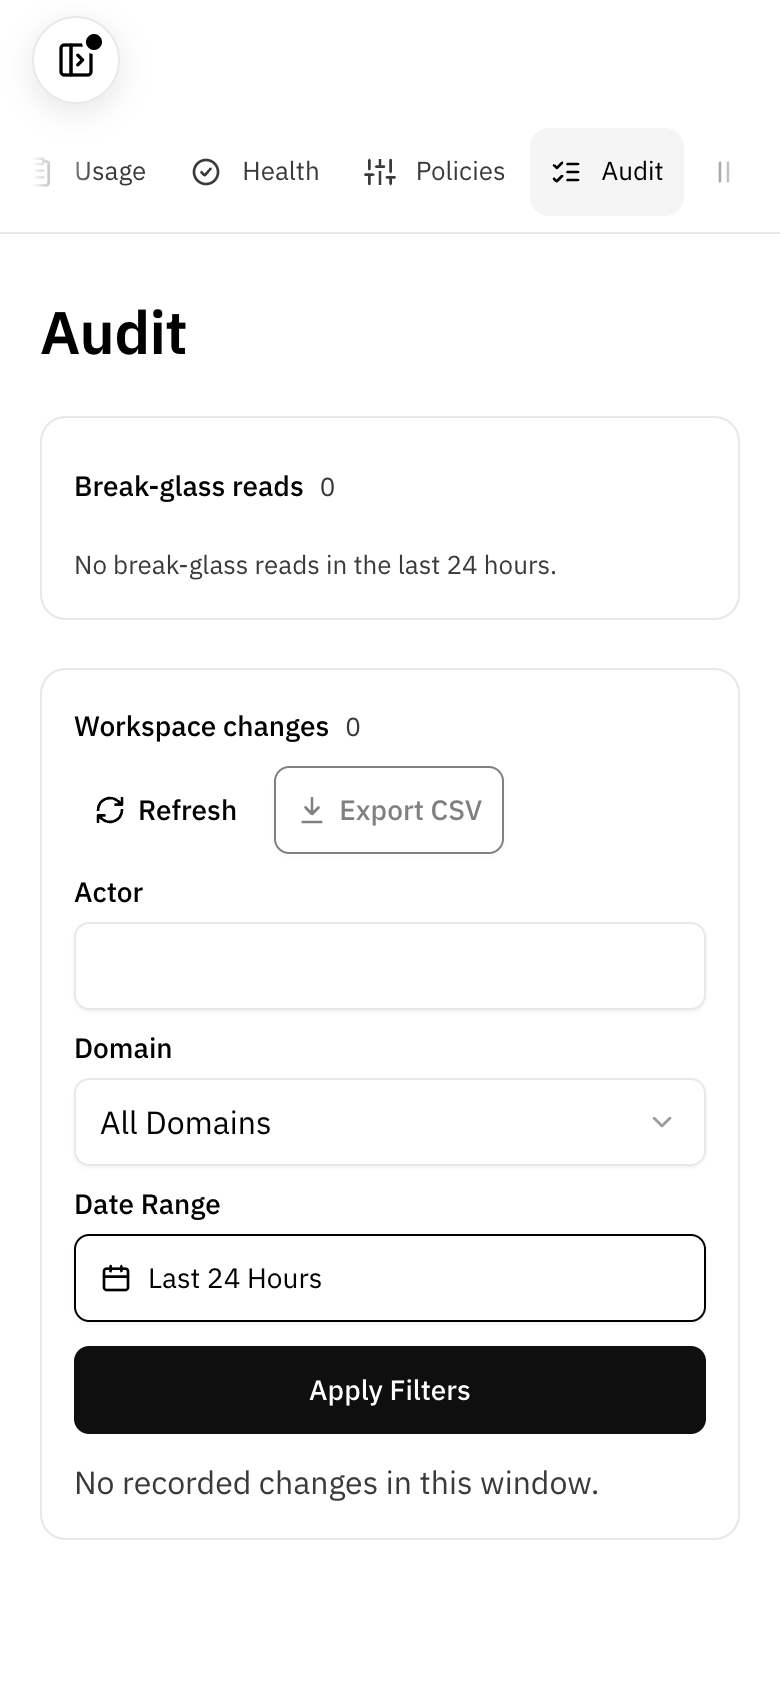 Usage Health Policies Audit
Audit
Break-glass reads 0
No break-glass reads in the last 24 hours.
Workspace changes 0
Refresh Export CSV
Actor
Domain
All Domains
Date Range
Last 24 Hours
Apply Filters
No recorded changes in this window.